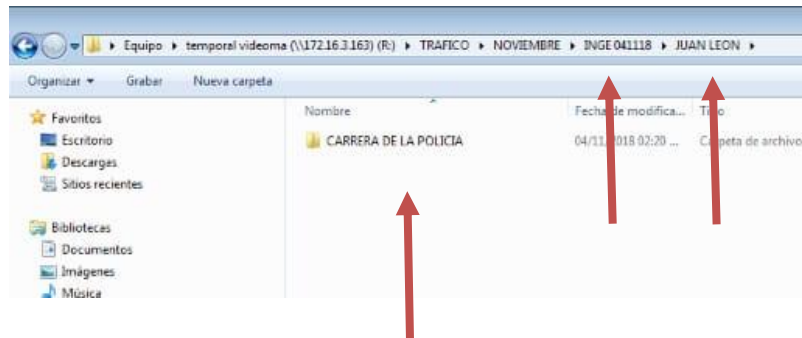 Equipo temporal videoma (\\172.16.3.163) (R:) TRAFICO NOVIEMBRE INGE 041118 JUAN LEON
Organizar Grabar Nueva carpeta
Nombre Fecha de modifica...
Favoritos
Escritorio CARRERA DE LA POLICIA 04/11/2018 02:20 ... de archivo
Descargas
Sitios recientes
Bibliotecas
Documentos
Imágenes
Música